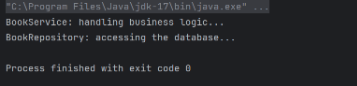 "C:\Program Files\Java\jdk-17\bin\java.exe" ...
BookService: handling business logic...
BookRepository: accessing the database...
Process finished with exit code 0